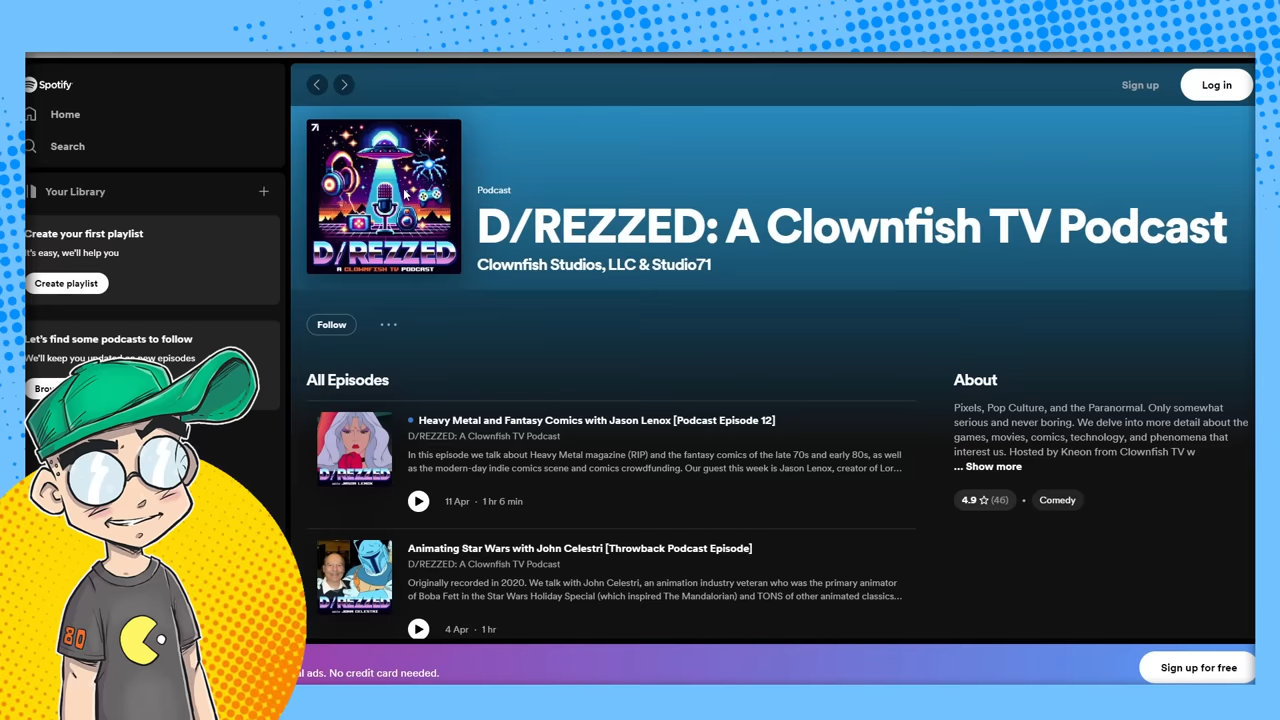 Spotify
Home
Search
Your Library
Create your first playlist
It's easy, we'll help you
Create playlist
Let's find some podcasts to follow
We'll keep you updated on new episodes
Sign up
Log in
D/REZZED
A CLOWNFISH TV PODCAST
Podcast
D/REZZED: A Clownfish TV Podcast
Clownfish Studios, LLC & Studio71
Follow
All Episodes
Heavy Metal and Fantasy Comics with Jason Lenox [Podcast Episode 12]
D/REZZED: A Clownfish TV Podcast
In this episode we talk about Heavy Metal magazine (RIP) and the fantasy comics of the late 70s and early 80s, as well
as the modern-day indie comics scene and comics crowdfunding. Our guest this week is Jason Lenox, creator of Lor...
11 Apr · 1 hr 6 min
D/REZZED
Animating Star Wars with John Celestri [Throwback Podcast Episode]
D/REZZED: A Clownfish TV Podcast
Originally recorded in 2020. We talk with John Celestri, an animation industry veteran who was the primary animator
of Boba Fett in the Star Wars Holiday Special (which inspired The Mandalorian) and TONS of other animated classics...
4 Apr · 1 hr
D/REZZED
About
Pixels, Pop Culture, and the Paranormal. Only somewhat
serious and never boring. We delve into more detail about the
games, movies, comics, technology, and phenomena that
interest us. Hosted by Kneon from Clownfish TV w
... Show more
4.9 (46) · Comedy
ads. No credit card needed.
Sign up for free
80